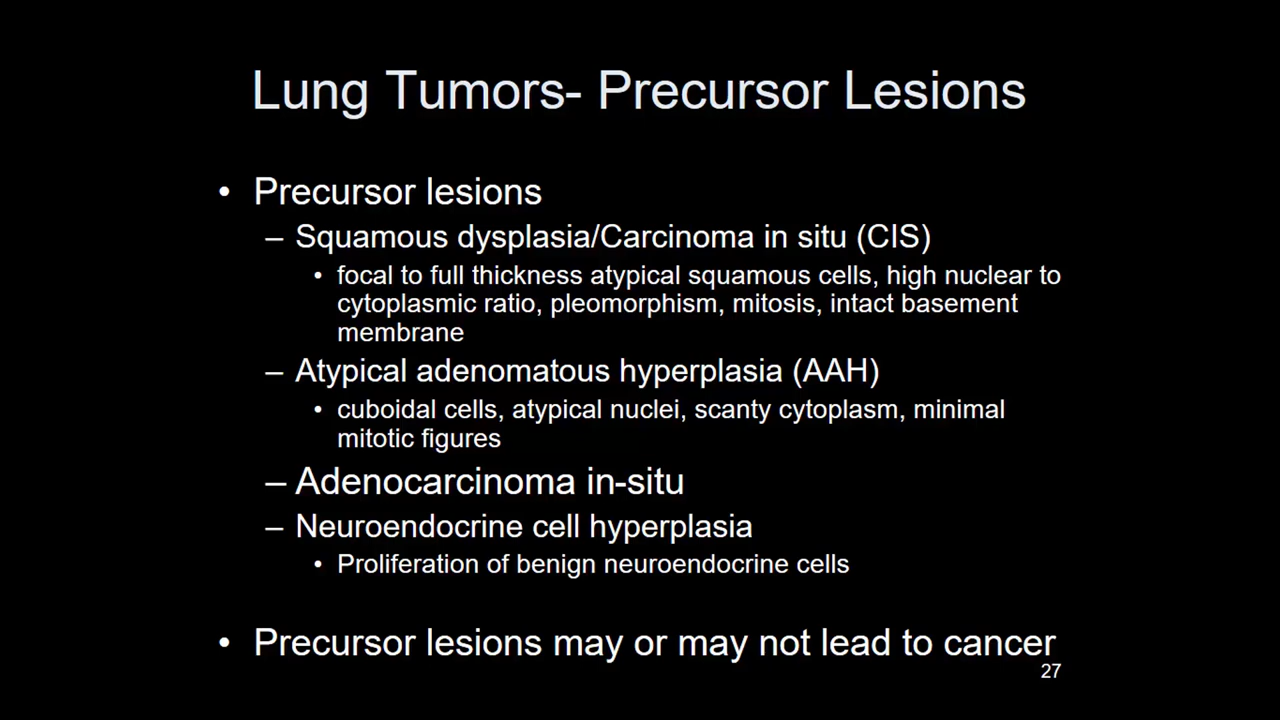 Lung Tumors- Precursor Lesions
• Precursor lesions
– Squamous dysplasia/Carcinoma in situ (CIS)
• focal to full thickness atypical squamous cells, high nuclear to
cytoplasmic ratio, pleomorphism, mitosis, intact basement
membrane
– Atypical adenomatous hyperplasia (AAH)
• cuboidal cells, atypical nuclei, scanty cytoplasm, minimal
mitotic figures
– Adenocarcinoma in-situ
– Neuroendocrine cell hyperplasia
• Proliferation of benign neuroendocrine cells
• Precursor lesions may or may not lead to cancer
27